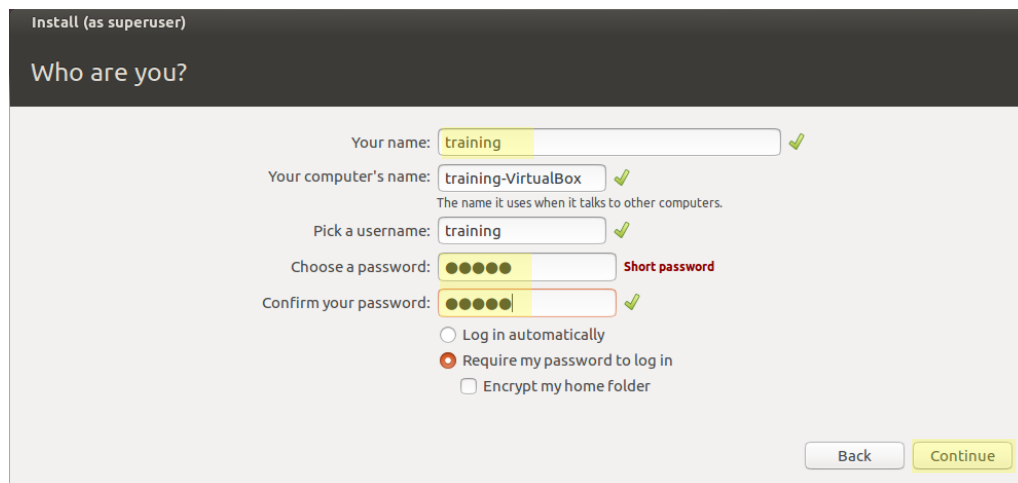 Install (as superuser)
Who are you?
Your name: training
Your computer's name: training-VirtualBox
The name it uses when it talks to other computers.
Pick a username: training
Choose a password: ●●●●● Short password
Confirm your password: ●●●●●
Log in automatically
Require my password to log in
Encrypt my home folder
Back Continue